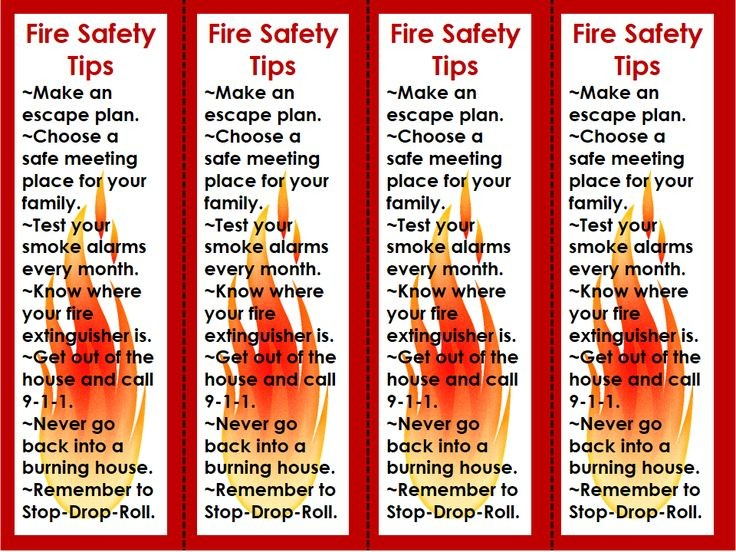 Fire Safety
Tips
~Make an
escape plan.
~Choose a
safe meeting
place for your
family.
~Test your
smoke alarms
every month.
~Know where
your fire
extinguisher is.
~Get out of the
house and call
9-1-1.
~Never go
back into a
burning house.
~Remember to
Stop-Drop-Roll.
Fire Safety
Tips
~Make an
escape plan.
~Choose a
safe meeting
place for your
family.
~Test your
smoke alarms
every month.
~Know where
your fire
extinguisher is.
~Get out of the
house and call
9-1-1.
~Never go
back into a
burning house.
~Remember to
Stop-Drop-Roll.
Fire Safety
Tips
~Make an
escape plan.
~Choose a
safe meeting
place for your
family.
~Test your
smoke alarms
every month.
~Know where
your fire
extinguisher is.
~Get out of the
house and call
9-1-1.
~Never go
back into a
burning house.
~Remember to
Stop-Drop-Roll.
Fire Safety
Tips
~Make an
escape plan.
~Choose a
safe meeting
place for your
family.
~Test your
smoke alarms
every month.
~Know where
your fire
extinguisher is.
~Get out of the
house and call
9-1-1.
~Never go
back into a
burning house.
~Remember to
Stop-Drop-Roll.